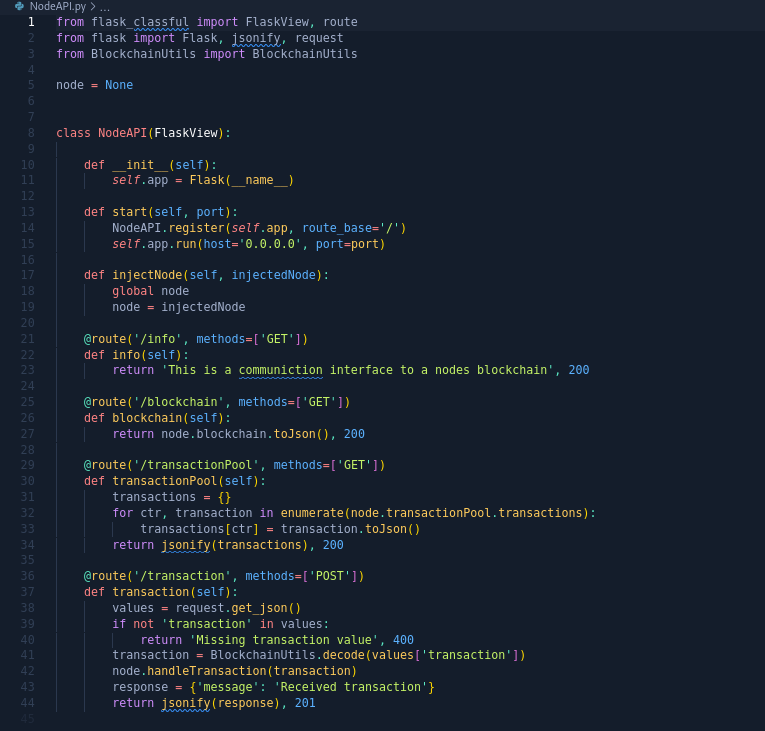 NodeAPI.py > ...
1 from flask_classful import FlaskView, route
2 from flask import Flask, jsonify, request
3 from BlockchainUtils import BlockchainUtils
4
5 node = None
6
7
8 class NodeAPI(FlaskView):
9
10     def __init__(self):
11         self.app = Flask(__name__)
12
13     def start(self, port):
14         NodeAPI.register(self.app, route_base='/')
15         self.app.run(host='0.0.0.0', port=port)
16
17     def injectNode(self, injectedNode):
18         global node
19         node = injectedNode
20
21     @route('/info', methods=['GET'])
22     def info(self):
23         return 'This is a communiction interface to a nodes blockchain', 200
24
25     @route('/blockchain', methods=['GET'])
26     def blockchain(self):
27         return node.blockchain.toJson(), 200
28
29     @route('/transactionPool', methods=['GET'])
30     def transactionPool(self):
31         transactions = {}
32         for ctr, transaction in enumerate(node.transactionPool.transactions):
33             transactions[ctr] = transaction.toJson()
34         return jsonify(transactions), 200
35
36     @route('/transaction', methods=['POST'])
37     def transaction(self):
38         values = request.get_json()
39         if not 'transaction' in values:
40             return 'Missing transaction value', 400
41         transaction = BlockchainUtils.decode(values['transaction'])
42         node.handleTransaction(transaction)
43         response = {'message': 'Received transaction'}
44         return jsonify(response), 201
45